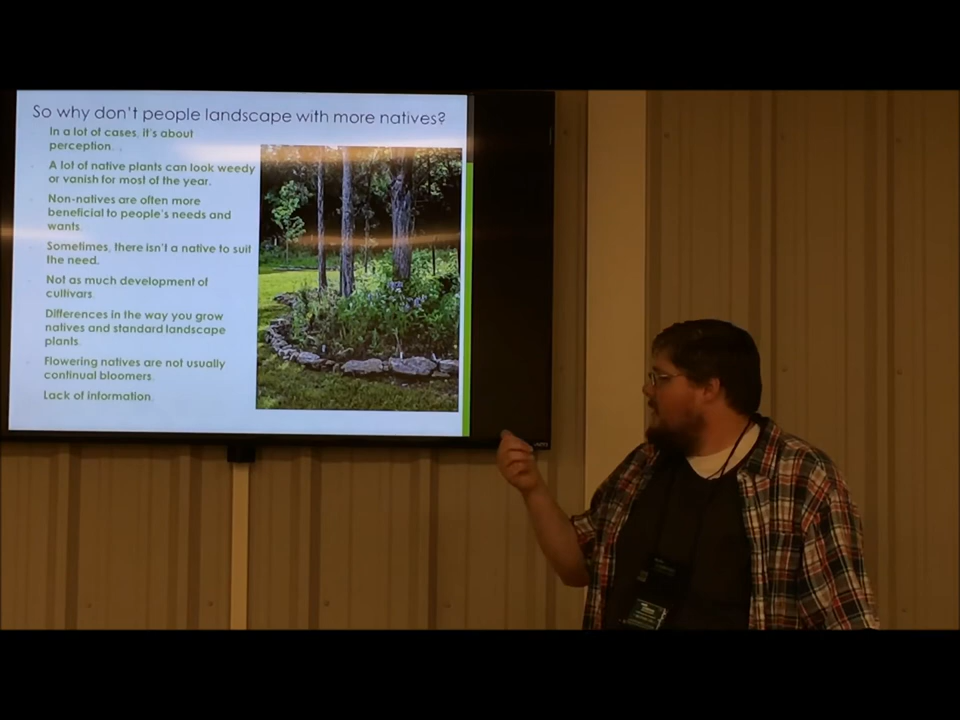 So why don't people landscape with more natives?
In a lot of cases, it's about
perception. .
A lot of native plants can look weedy
or vanish for most of the year.
Non-natives are often more
beneficial to people's needs and
wants.
Sometimes, there isn't a native to suit
the need.
Not as much development of
cultivars
Differences in the way you grow
natives and standard landscape
plants.
Flowering natives are not usually
continual bloomers.
Lack of information